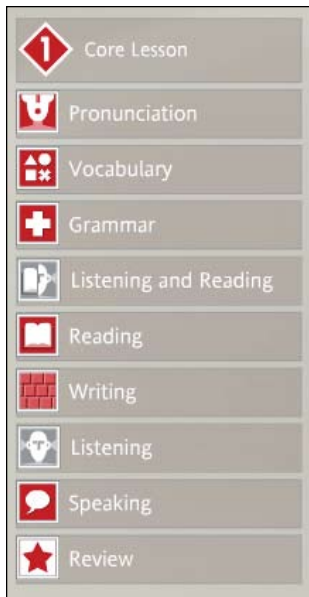 1 Core Lesson
Pronunciation
Vocabulary
Grammar
Listening and Reading
Reading
Writing
Listening
Speaking
Review